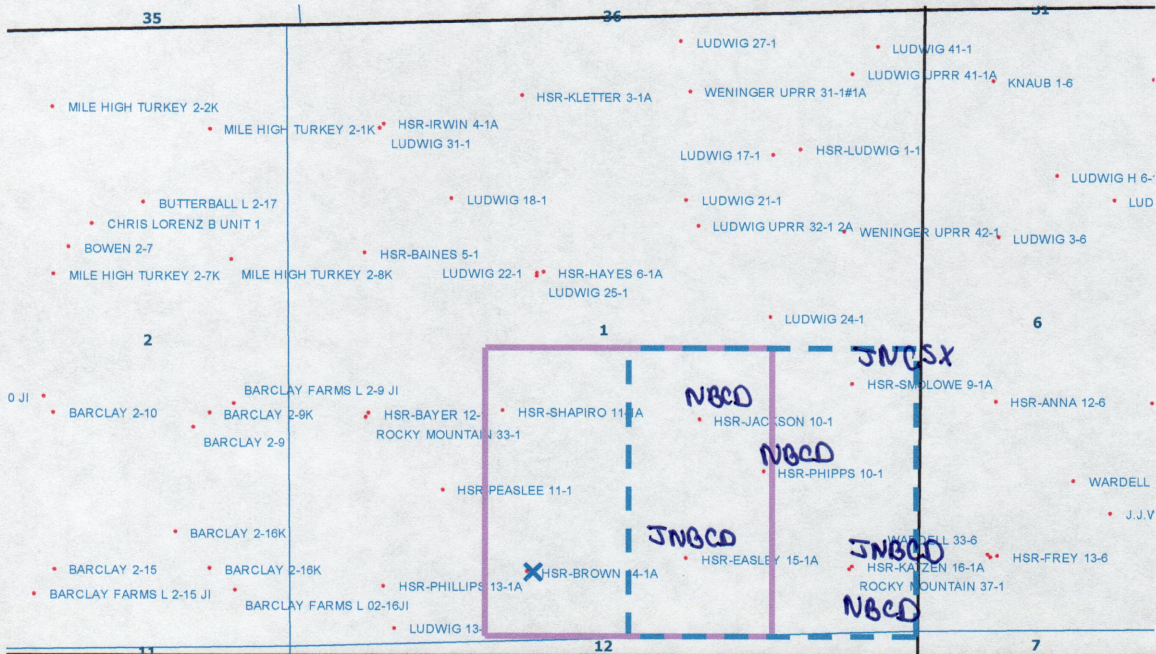 35
36
31
LUDWIG 27-1
LUDWIG 41-1
LUDWIG UPRR 41-1A
KNAUB 1-6
MILE HIGH TURKEY 2-2K
HSR-KLETTER 3-1A
WENINGER UPRR 31-1#1A
MILE HIGH TURKEY 2-1K
HSR-IRWIN 4-1A
LUDWIG 31-1
LUDWIG 17-1
HSR-LUDWIG 1-1
LUDWIG H 6-
BUTTERBALL L 2-17
LUDWIG 18-1
LUDWIG 21-1
LUD
CHRIS LORENZ B UNIT 1
LUDWIG UPRR 32-1 2A
WENINGER UPRR 42-1
LUDWIG 3-6
BOWEN 2-7
HSR-BAINES 5-1
MILE HIGH TURKEY 2-7K
MILE HIGH TURKEY 2-8K
LUDWIG 22-1
HSR-HAYES 6-1A
LUDWIG 25-1
LUDWIG 24-1
2
1
6
JNCSX
HSR-SMOLOWE 9-1A
0 JI
BARCLAY FARMS L 2-9 JI
NBCD
HSR-ANNA 12-6
BARCLAY 2-10
BARCLAY 2-9K
HSR-BAYER 12-
HSR-SHAPIRO 11-1A
HSR-JACKSON 10-1
BARCLAY 2-9
ROCKY MOUNTAIN 33-1
NBCD
HSR-PHIPPS 10-1
HSR-PEASLEE 11-1
WARDELL
J.J.V
BARCLAY 2-16K
JNBCD
WARDELL 33-6
JNBCD
HSR-EASLEY 15-1A
HSR-FREY 13-6
BARCLAY 2-15
BARCLAY 2-16K
HSR-BROWN 14-1A
HSR-KATZEN 16-1A
HSR-PHILLIPS 13-1A
ROCKY MOUNTAIN 37-1
BARCLAY FARMS L 2-15 JI
BARCLAY FARMS L 02-16JI
NBCD
LUDWIG 13-
11
12
7